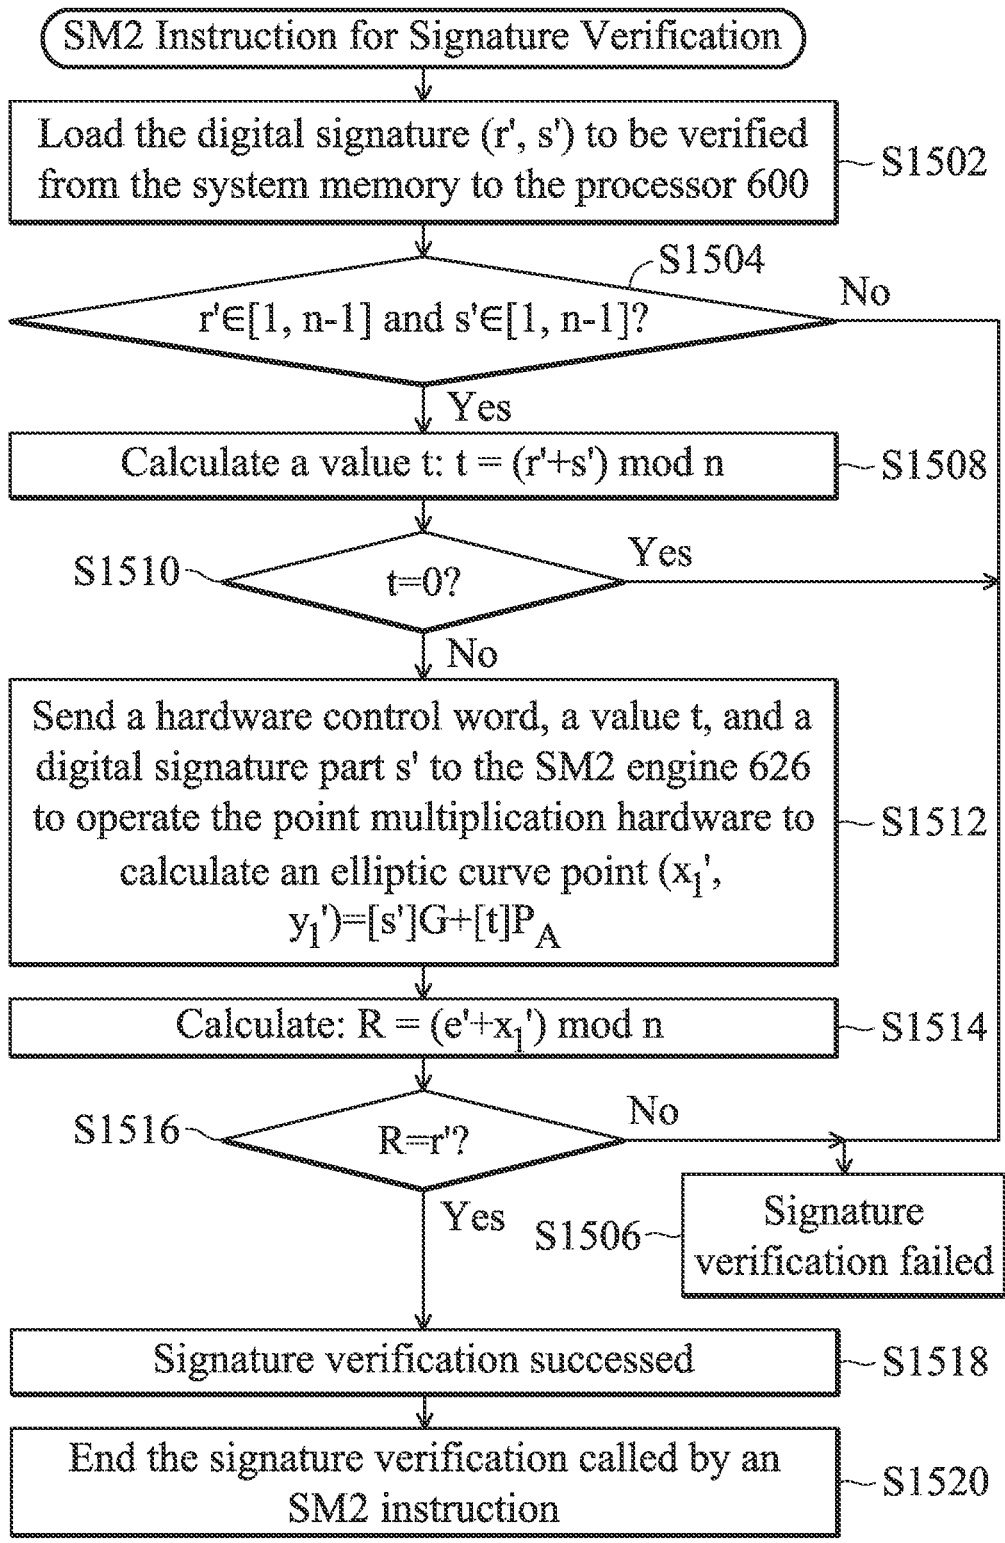 SM2 Instruction for Signature Verification
Load the digital signature (r', s') to be verified
from the system memory to the processor 600
S1502
S1504
r'∈[1, n-1] and s'∈[1, n-1]?
No
Yes
Calculate a value t: t = (r'+s') mod n
S1508
S1510
t=0?
Yes
No
Send a hardware control word, a value t, and a
digital signature part s' to the SM2 engine 626
to operate the point multiplication hardware to
calculate an elliptic curve point (x₁',
y₁')=[s']G+[t]P_A
S1512
Calculate: R = (e'+x₁') mod n
S1514
S1516
R=r'?
No
Yes
S1506
Signature
verification failed
Signature verification successed
S1518
End the signature verification called by an
SM2 instruction
S1520